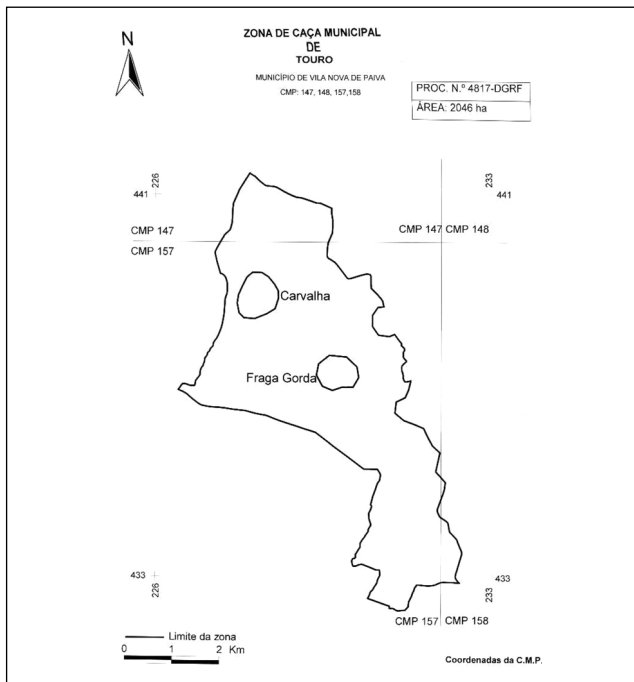 N
ZONA DE CAÇA MUNICIPAL
DE
TOURO
MUNICÍPIO DE VILA NOVA DE PAIVA
CMP: 147, 148, 157,158
PROC. N.º 4817-DGRF
ÁREA: 2046 ha
226
233
441
441
CMP 147
CMP 147 CMP 148
CMP 157
Carvalha
Fraga Gorda
433
433
226
233
CMP 157 CMP 158
Limite da zona
0 1 2 Km
Coordenadas da C.M.P.